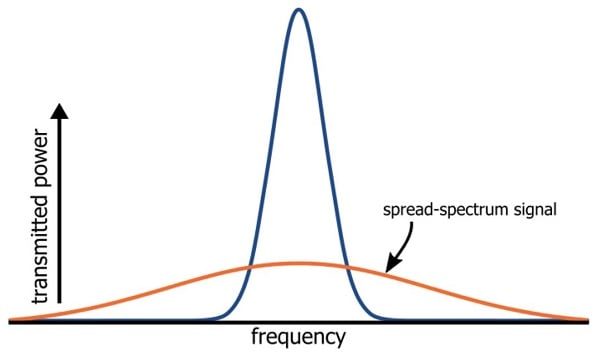 transmitted power
spread-spectrum signal
frequency